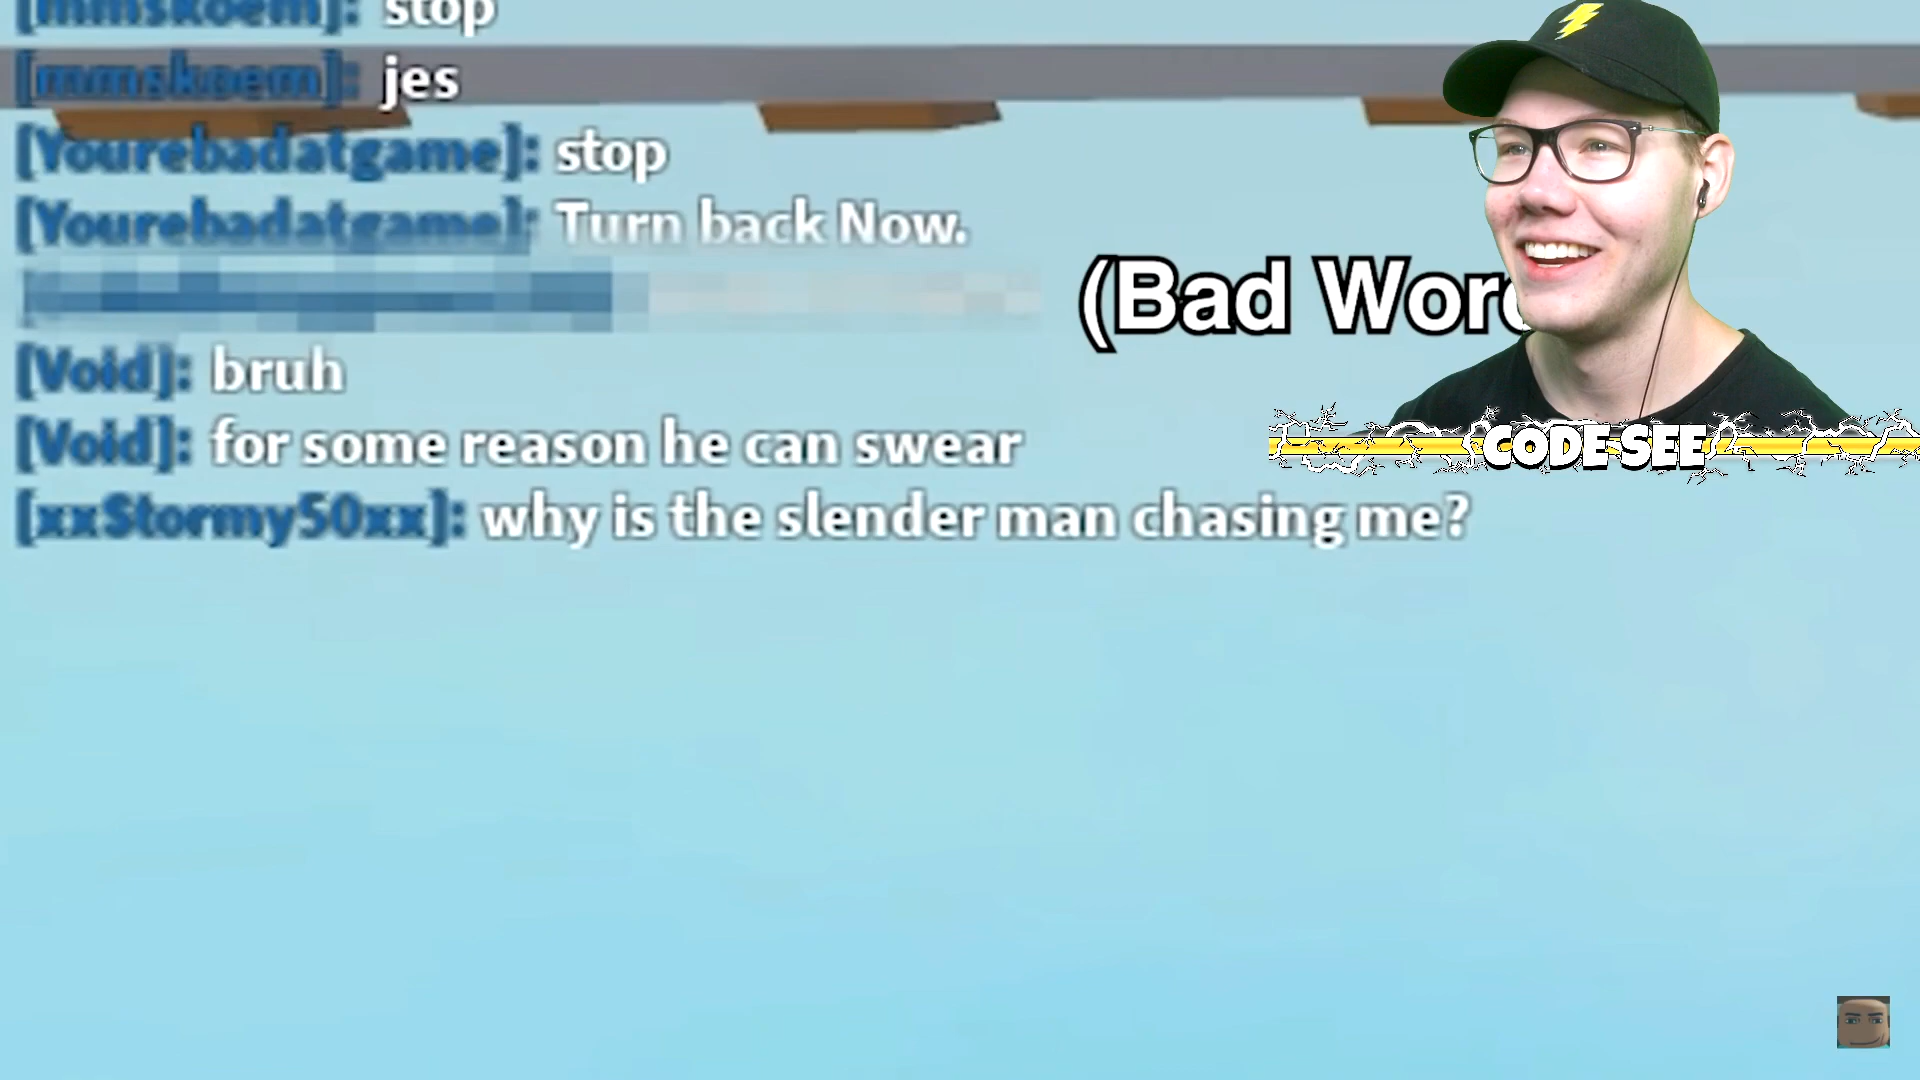 [mmskoem]: stop
[mmskoem]: jes
[Yourebadatgame]: stop
[Yourebadatgame]: Turn back Now.
(Bad Word
[Void]: bruh
[Void]: for some reason he can swear
CODE SEE
[xxStormy50xx]: why is the slender man chasing me?